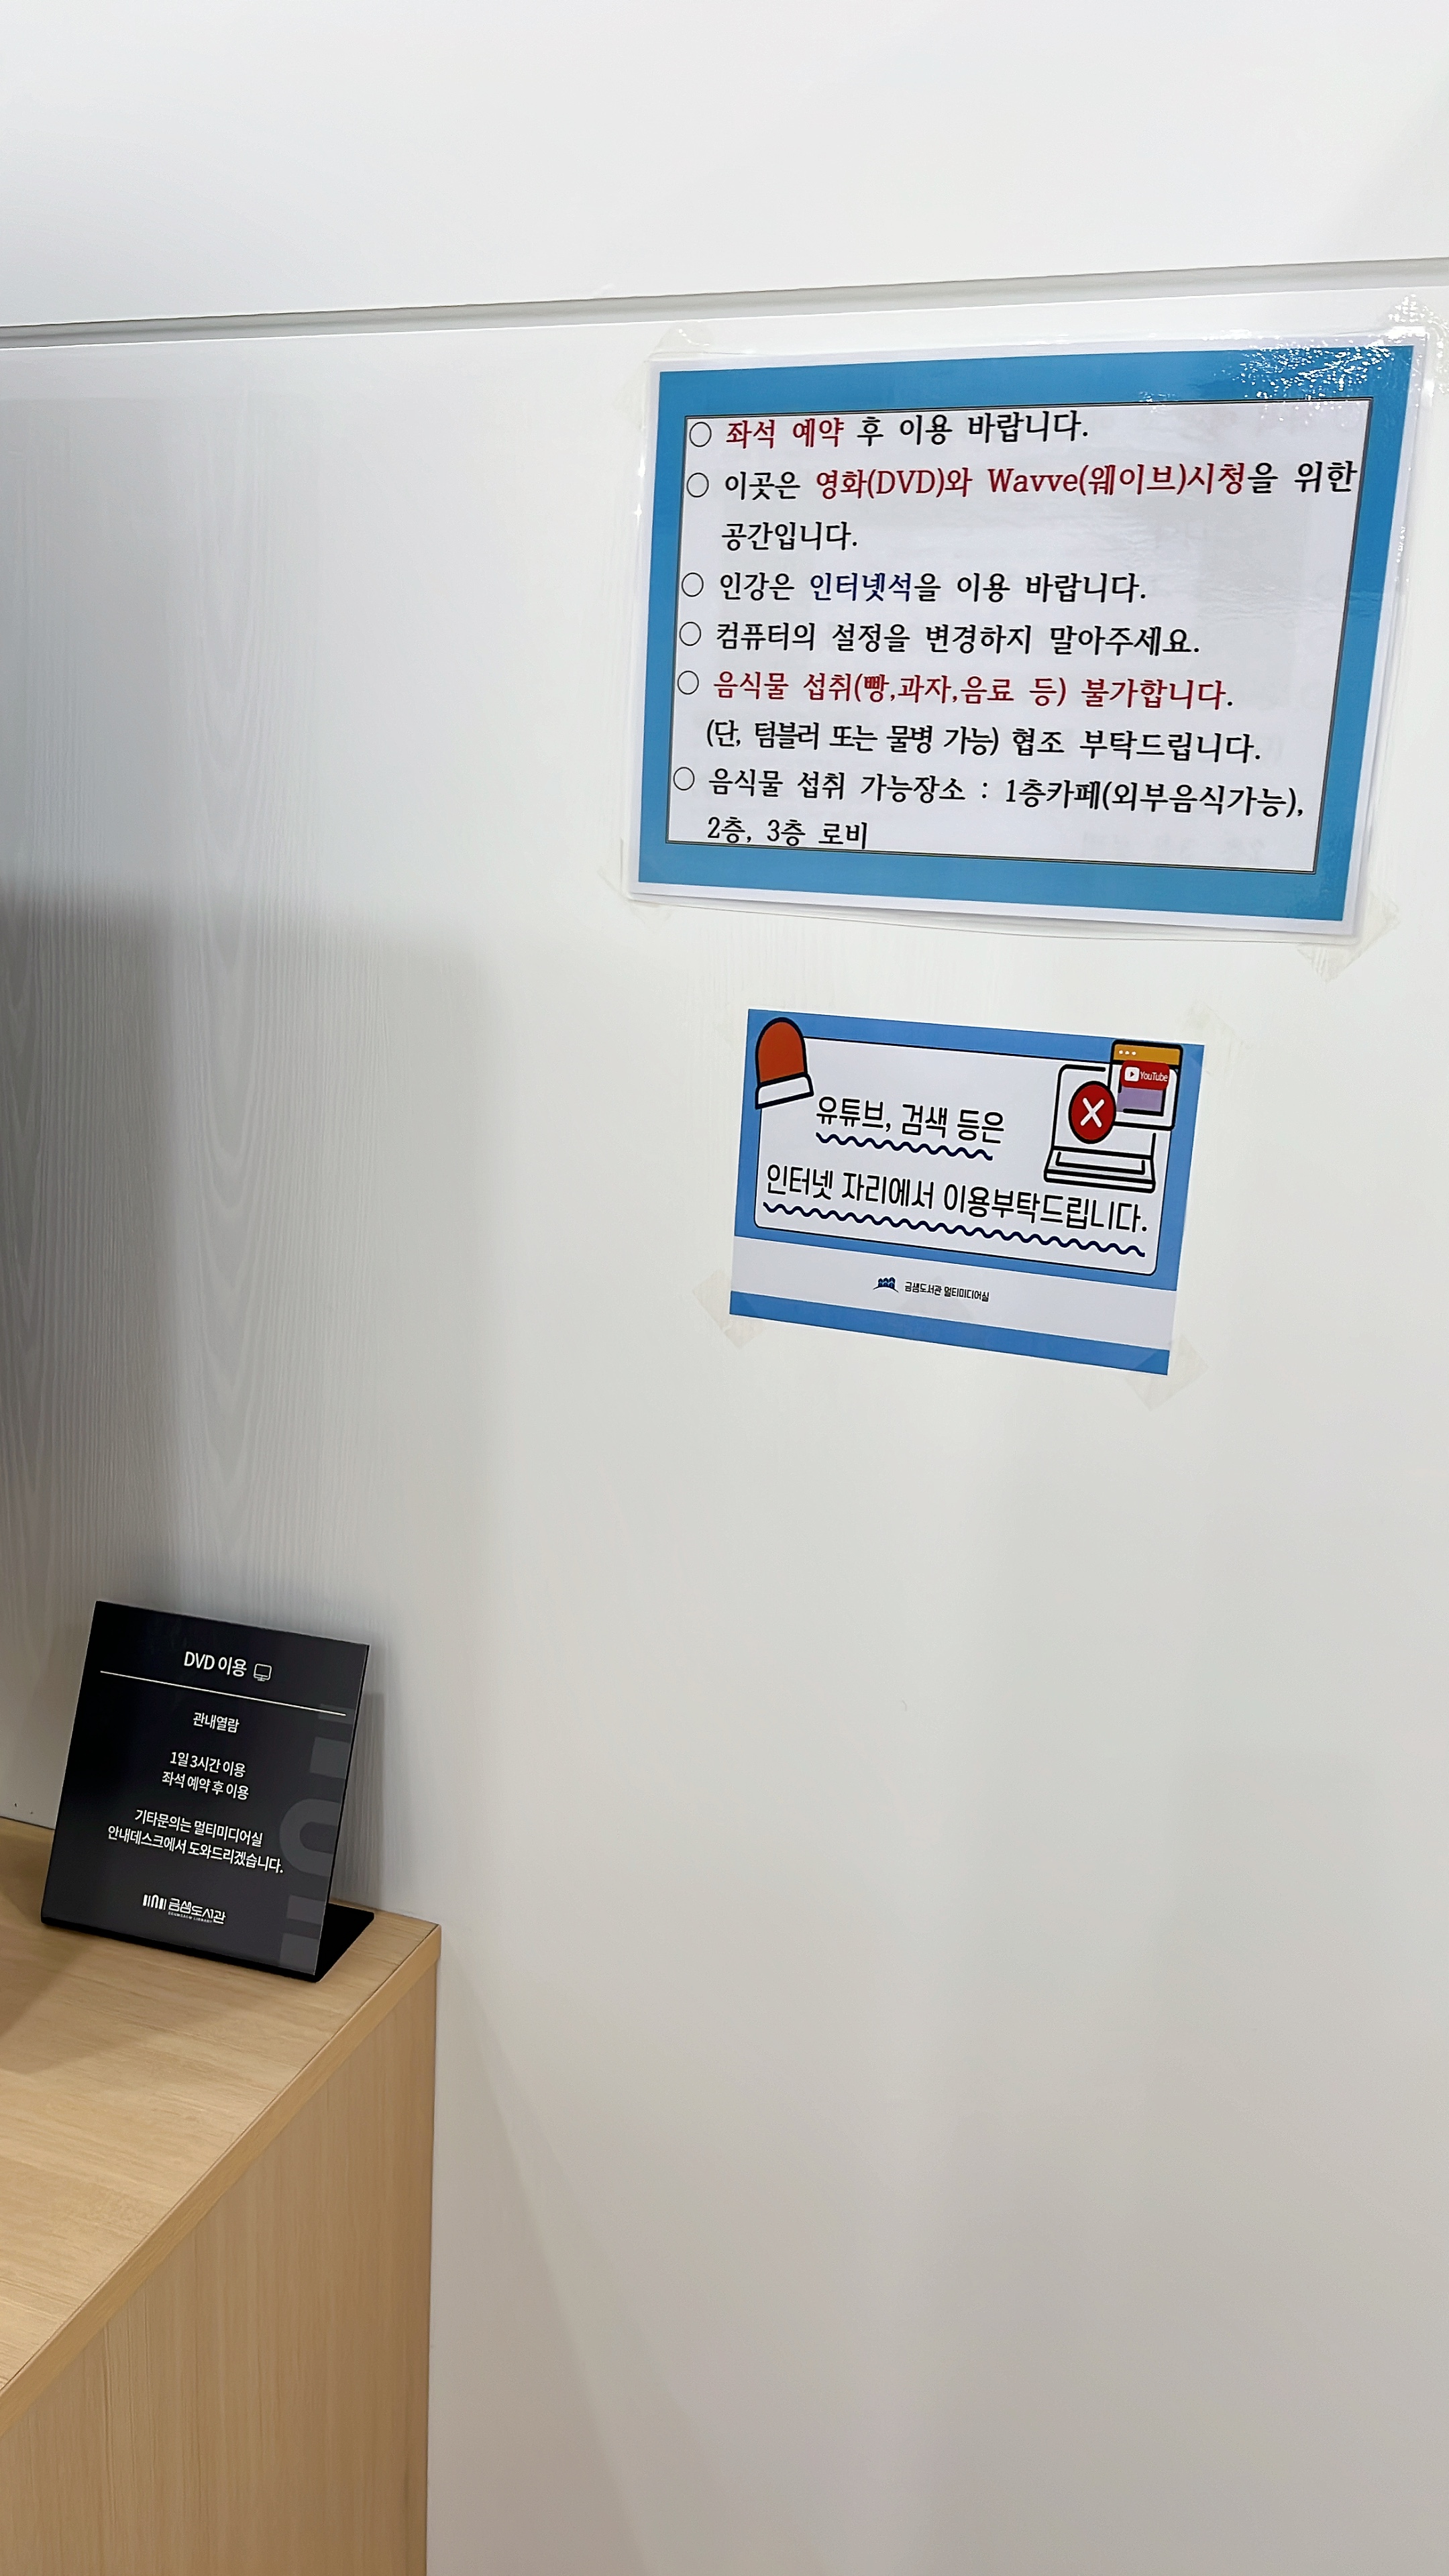 ○ 좌석 예약 후 이용 바랍니다.
○ 이곳은 영화(DVD)와 Wavve(웨이브)시청을 위한
공간입니다.
○ 인강은 인터넷석을 이용 바랍니다.
○ 컴퓨터의 설정을 변경하지 말아주세요.
○ 음식물 섭취(빵,과자,음료 등) 불가합니다.
(단, 텀블러 또는 물병 가능) 협조 부탁드립니다.
○ 음식물 섭취 가능장소 : 1층카페(외부음식가능),
2층, 3층 로비
YouTube
유튜브, 검색 등은
인터넷 자리에서 이용부탁드립니다.
금샘도서관 멀티미디어실
DVD 이용
관내열람
1일 3시간 이용
좌석 예약 후 이용
기타문의는 멀티미디어실
안내데스크에서 도와드리겠습니다.
금샘도서관